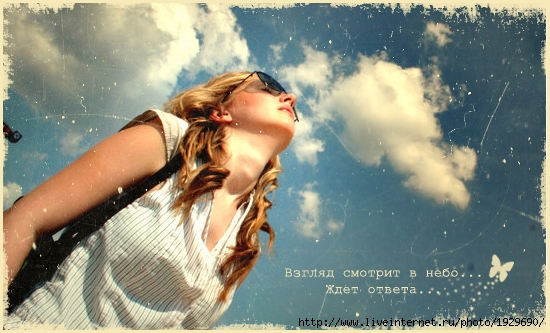 Взгляд смотрит в небо...
Ждет ответа...
http://www.liveinternet.ru/photo/1929690/